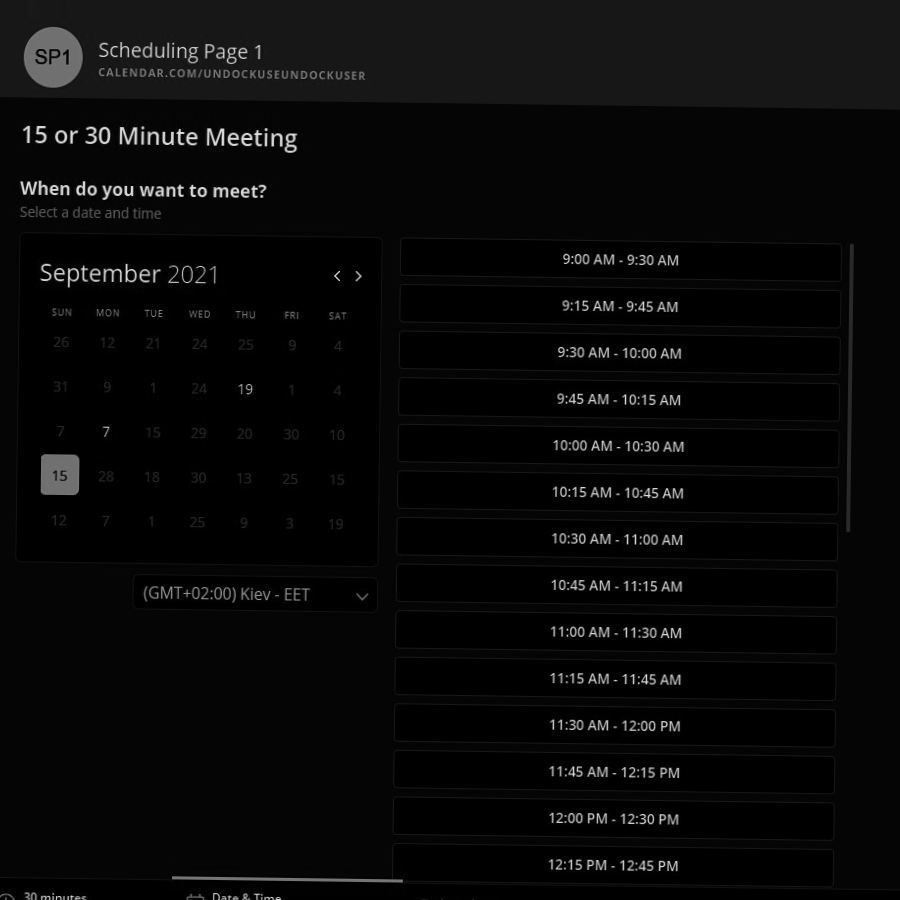 SP1
Scheduling Page 1
CALENDAR.COM/UNDOCKUSEUNDOCKUSER
15 or 30 Minute Meeting
When do you want to meet?
Select a date and time
September 2021
SUN MON TUE WED THU FRI SAT
26 12 21 24 25 9 4
31 9 1 24 19 1 4
7 7 15 29 20 30 10
15 28 18 30 13 25 15
12 7 1 25 9 3 19
(GMT+02:00) Kiev - EET
9:00 AM - 9:30 AM
9:15 AM - 9:45 AM
9:30 AM - 10:00 AM
9:45 AM - 10:15 AM
10:00 AM - 10:30 AM
10:15 AM - 10:45 AM
10:30 AM - 11:00 AM
10:45 AM - 11:15 AM
11:00 AM - 11:30 AM
11:15 AM - 11:45 AM
11:30 AM - 12:00 PM
11:45 AM - 12:15 PM
12:00 PM - 12:30 PM
12:15 PM - 12:45 PM
30 minutes
Date & Time